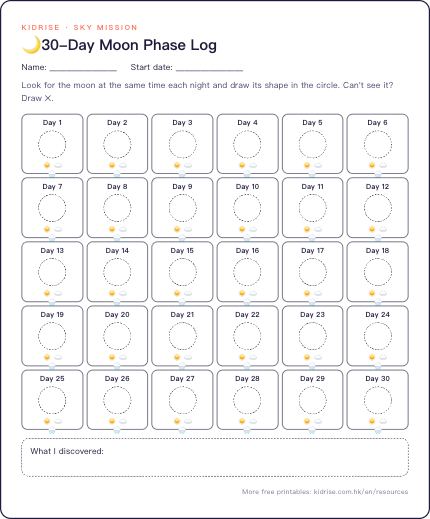 KIDRISE · SKY MISSION
🌙30-Day Moon Phase Log
Name: ________________ Start date: ________________
Look for the moon at the same time each night and draw its shape in the circle. Can't see it?
Draw ✕.
Day 1 Day 2 Day 3 Day 4 Day 5 Day 6
Day 7 Day 8 Day 9 Day 10 Day 11 Day 12
Day 13 Day 14 Day 15 Day 16 Day 17 Day 18
Day 19 Day 20 Day 21 Day 22 Day 23 Day 24
Day 25 Day 26 Day 27 Day 28 Day 29 Day 30
What I discovered:
More free printables: kidrise.com.hk/en/resources